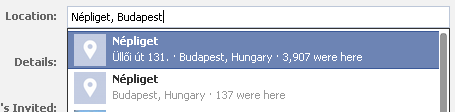 Location: Népliget, Budapest
Népliget
Üllői út 131. · Budapest, Hungary · 3,907 were here
Details:
Népliget
Budapest, Hungary · 137 were here
's Invited: